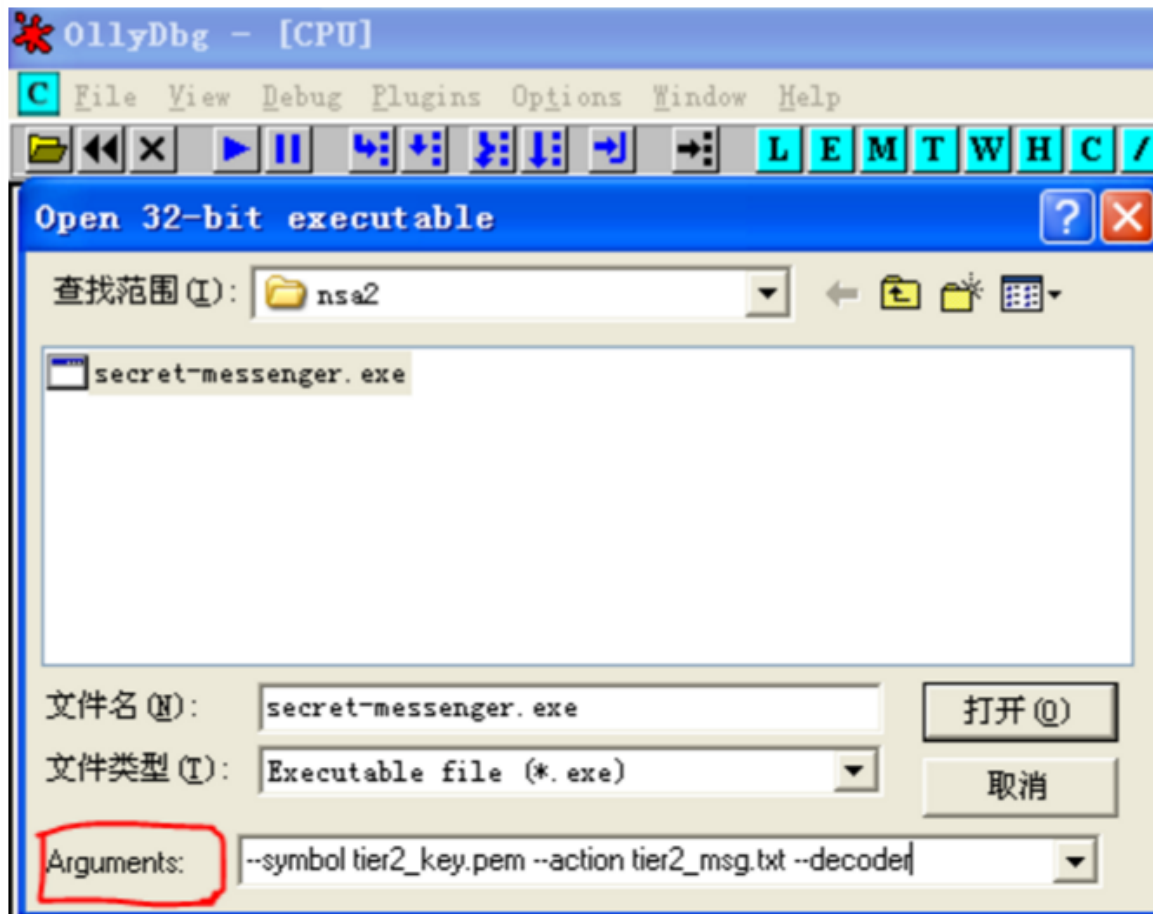 OllyDbg - [CPU]
C File View Debug Plugins Options Window Help
L E M T W H C /
Open 32-bit executable
查找范围(I): nsa2
secret-messenger.exe
文件名(N): secret-messenger.exe 打开(O)
文件类型(T): Executable file (*.exe) 取消
Arguments: --symbol tier2_key.pem --action tier2_msg.txt --decoder